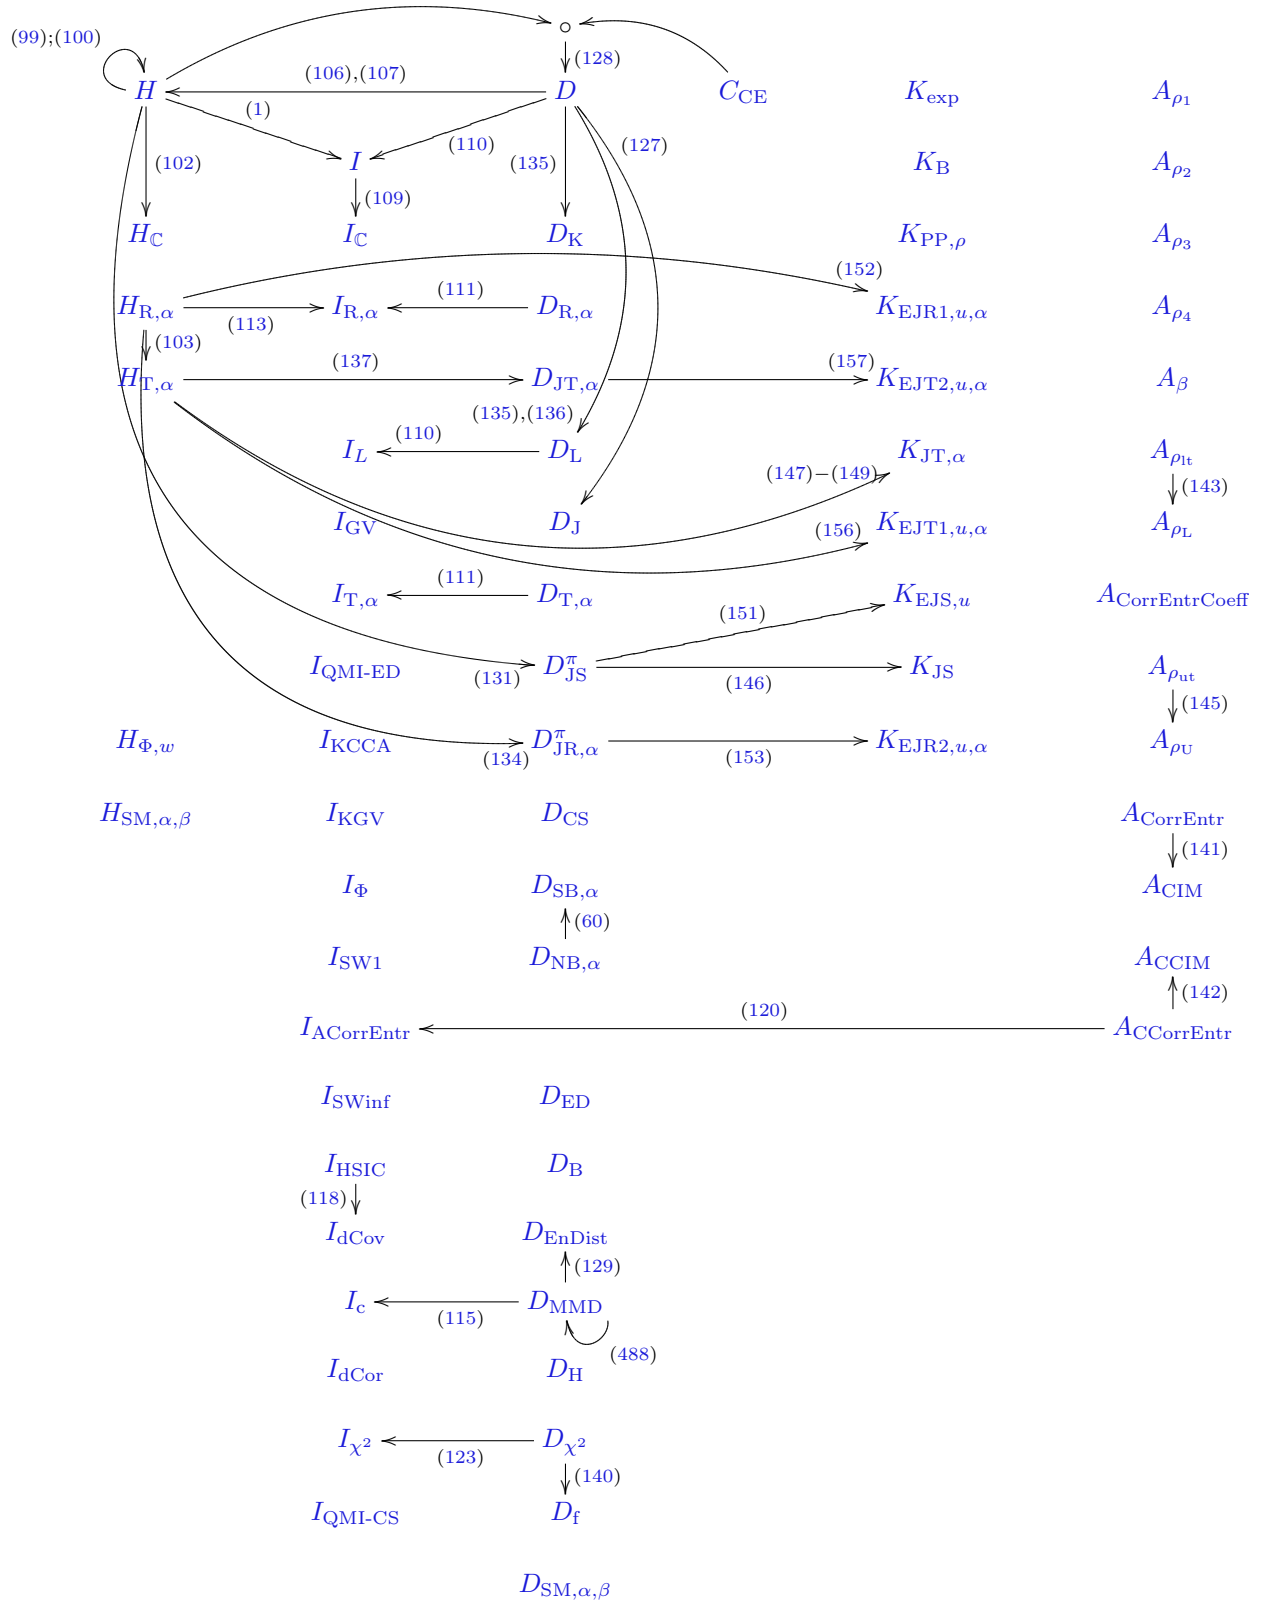 (99);(100)
(128)
(106),(107)
H D C_CE K_exp A_ρ₁
(1)
(110) (127)
(102) I (135) K_B A_ρ₂
(109)
H_ℂ I_ℂ D_K K_PP,ρ A_ρ₃
(152)
(111)
H_R,α I_R,α D_R,α K_EJR1,u,α A_ρ₄
(113)
(103)
(137) (157)
H_T,α D_JT,α K_EJT2,u,α A_β
(135),(136)
(110)
I_L D_L K_JT,α A_ρ_lt
(147)−(149) (143)
I_GV D_J K_EJT1,u,α A_ρ_L
(156)
(111)
I_T,α D_T,α K_EJS,u A_CorrEntrCoeff
(151)
I_QMI-ED D^π_JS K_JS A_ρ_ut
(131) (146)
(145)
H_Φ,w I_KCCA D^π_JR,α K_EJR2,u,α A_ρ_U
(134) (153)
H_SM,α,β I_KGV D_CS A_CorrEntr
(141)
I_Φ D_SB,α A_CIM
(60)
I_SW1 D_NB,α A_CCIM
(142)
(120)
I_ACorrEntr A_CCorrEntr
I_SWinf D_ED
I_HSIC D_B
(118)
I_dCov D_EnDist
(129)
I_c D_MMD
(115)
(488)
I_dCor D_H
I_χ² D_χ²
(123)
(140)
I_QMI-CS D_f
D_SM,α,β